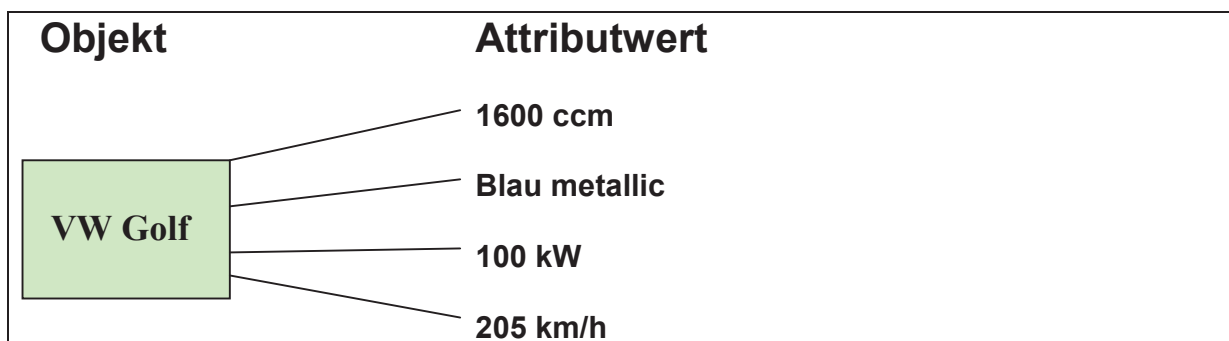 Objekt Attributwert
1600 ccm
Blau metallic
VW Golf
100 kW
205 km/h